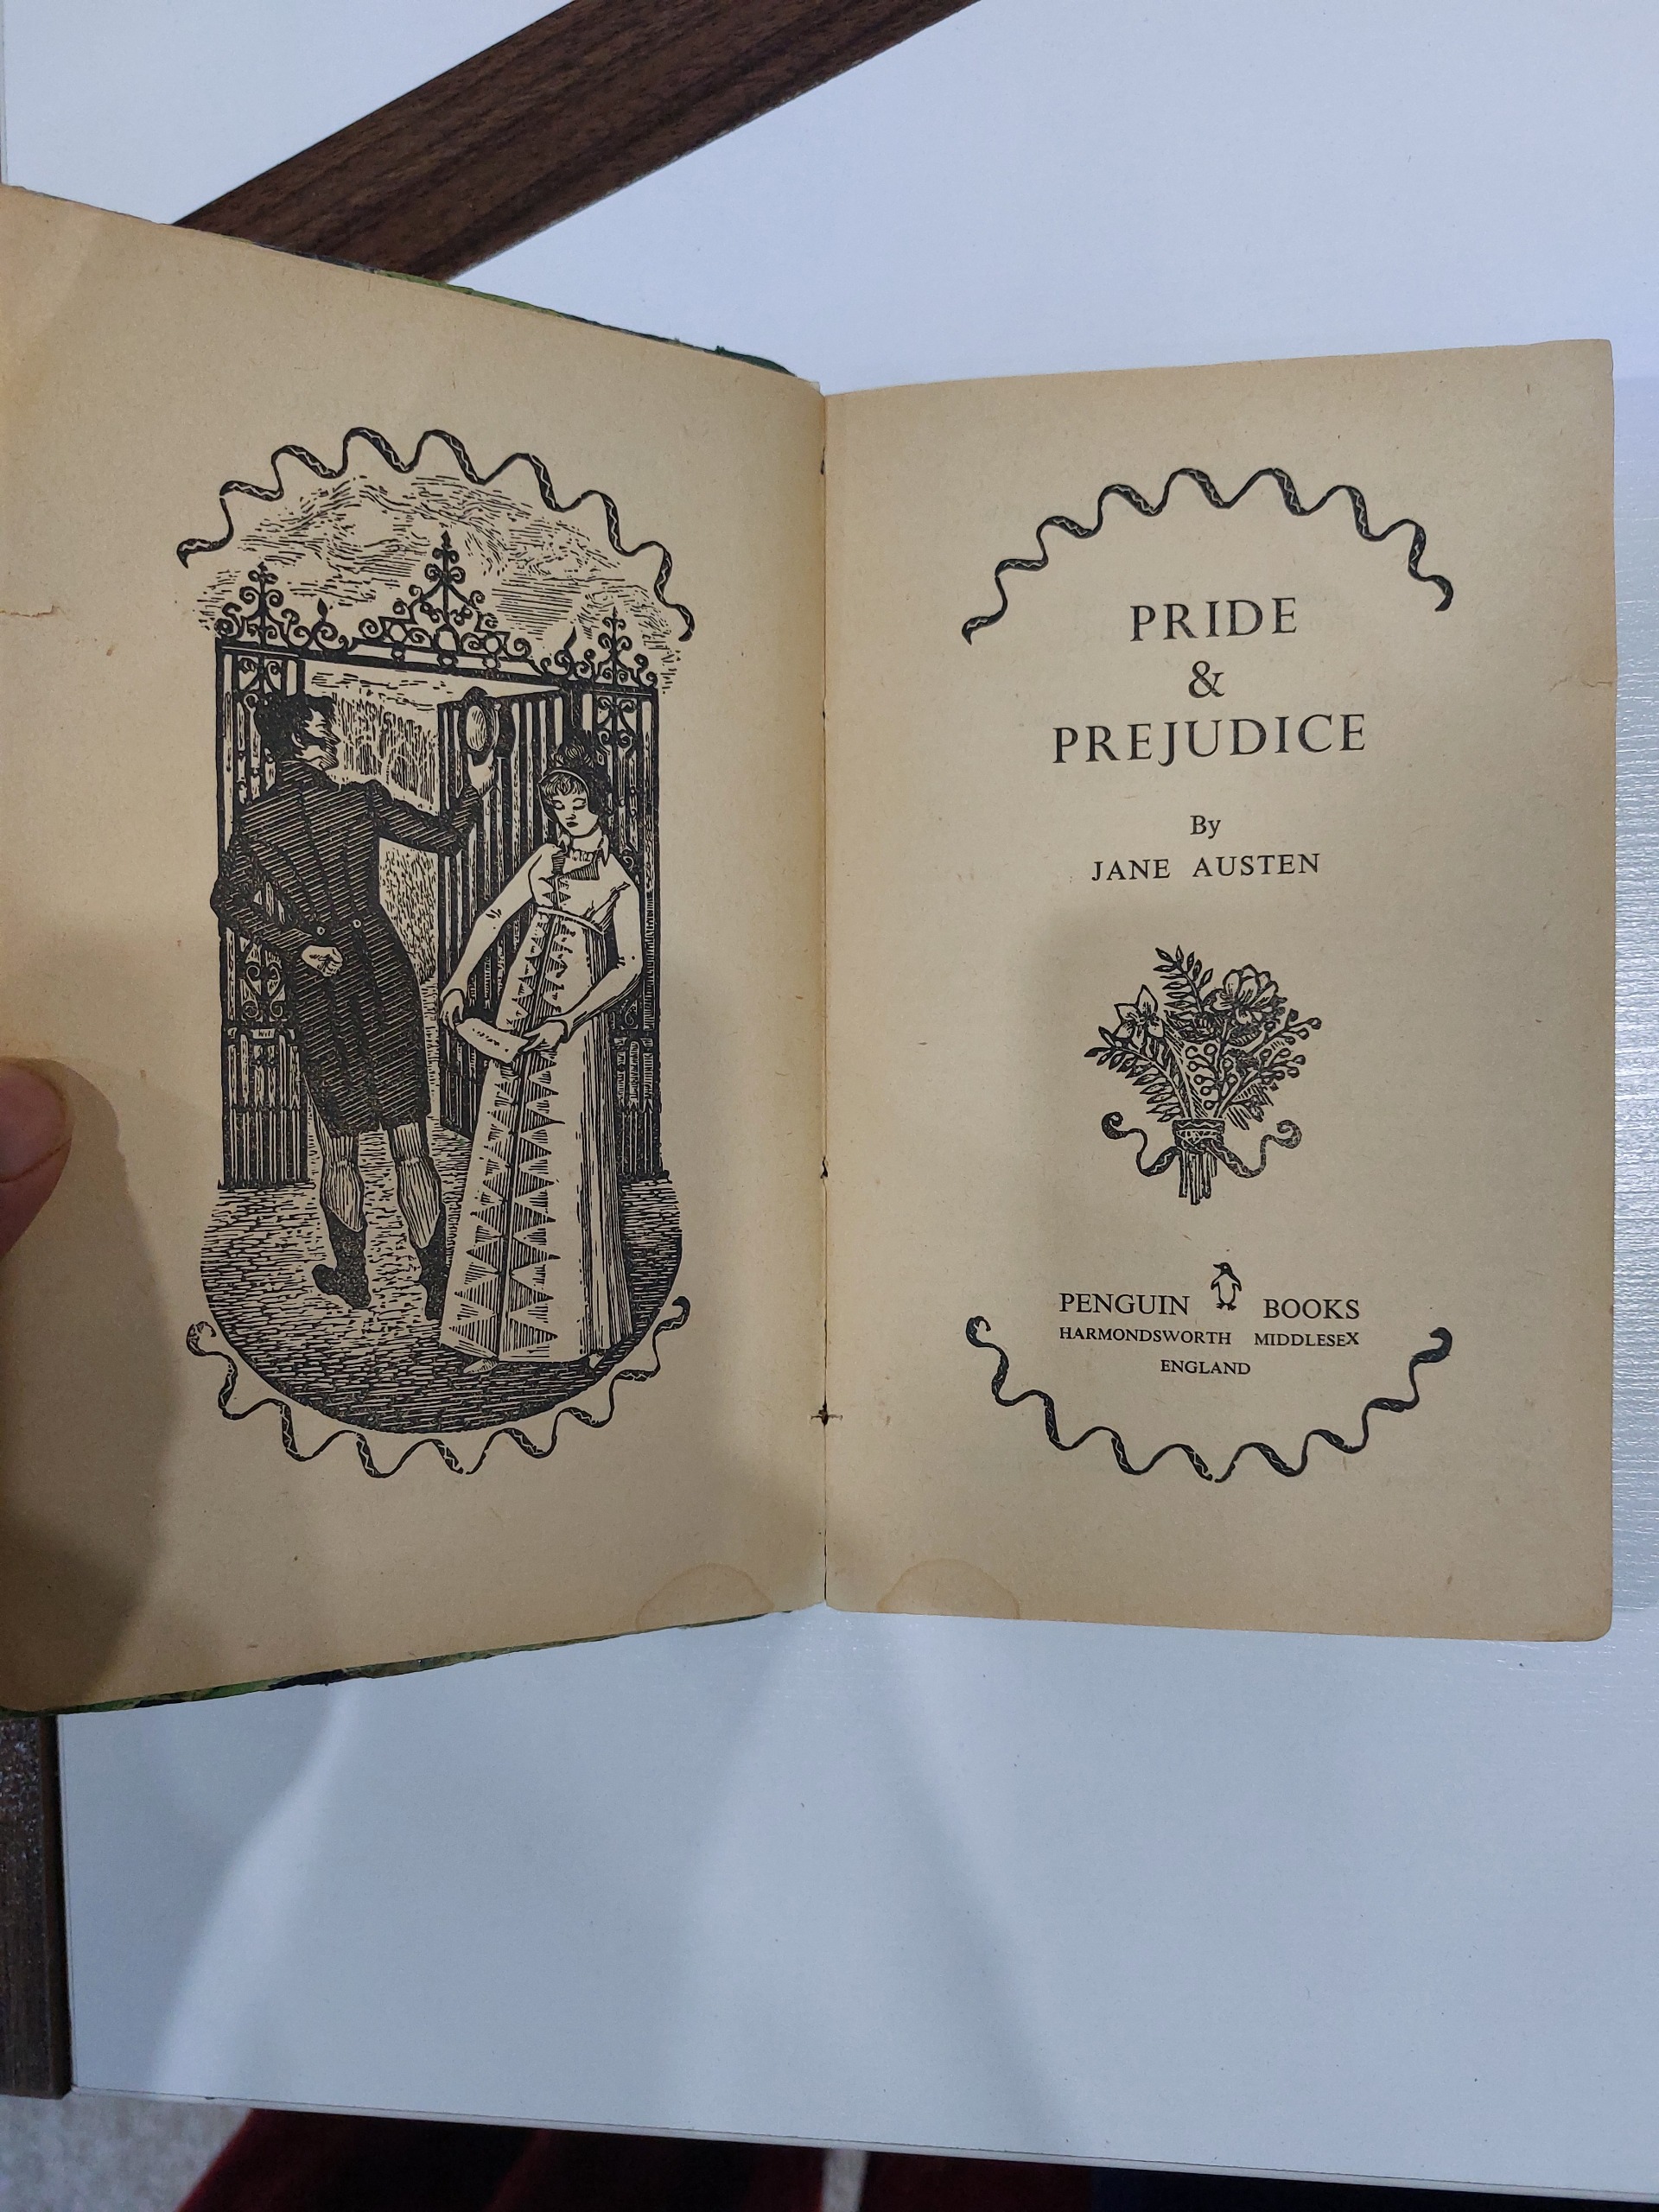 PRIDE
&
PREJUDICE
By
JANE AUSTEN
PENGUIN BOOKS
HARMONDSWORTH MIDDLESEX
ENGLAND